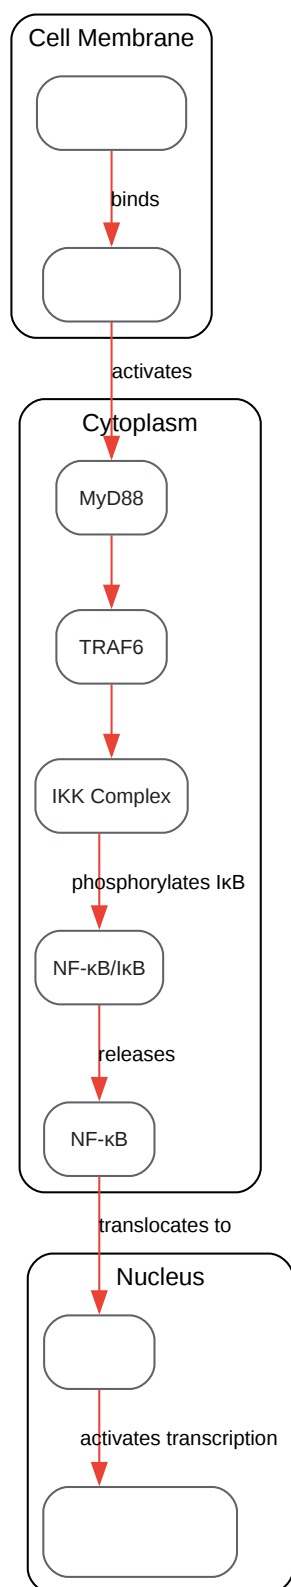 Cell Membrane
binds
activates
Cytoplasm
MyD88
TRAF6
IKK Complex
phosphorylates IκB
NF-κB/IκB
releases
NF-κB
translocates to
Nucleus
activates transcription